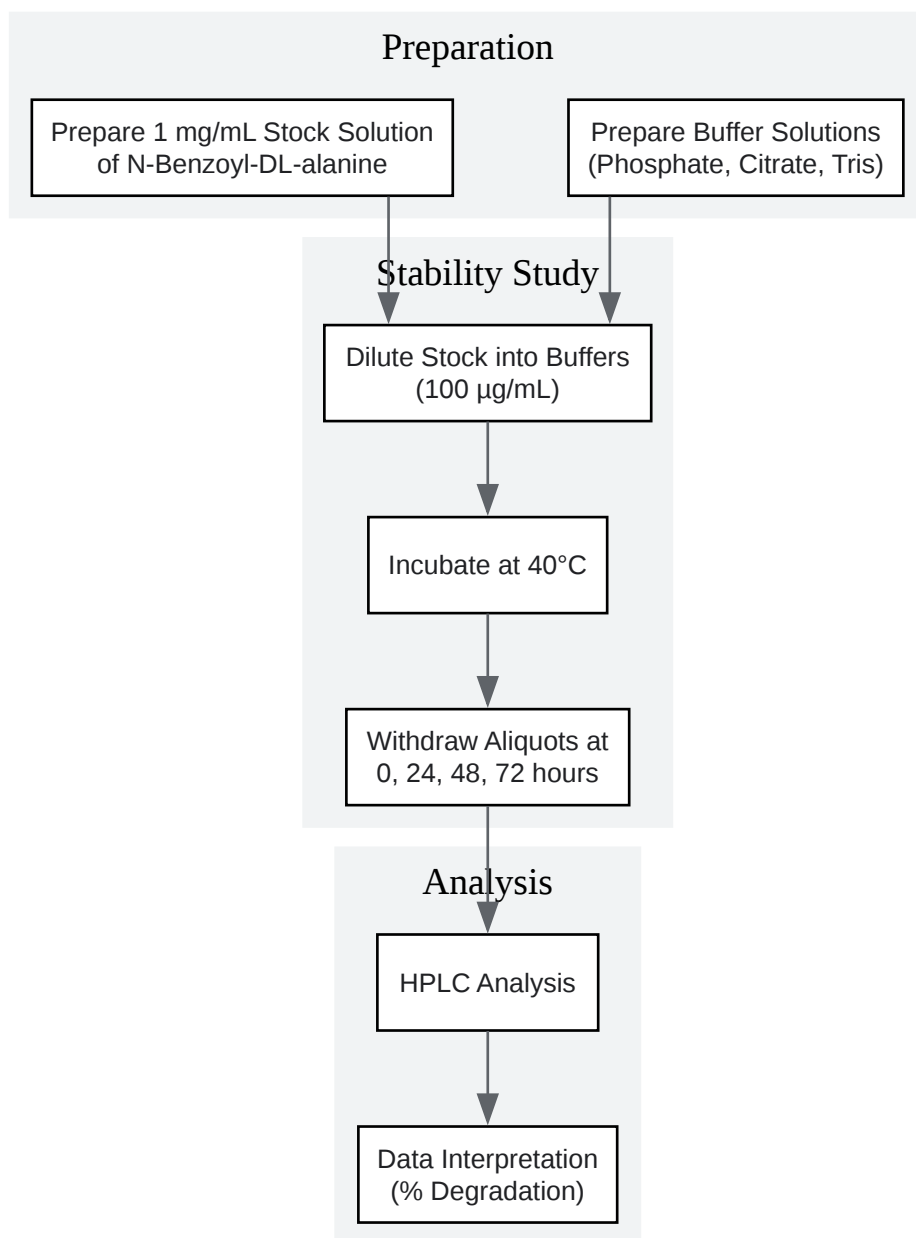 Preparation
Prepare 1 mg/mL Stock Solution
of N-Benzoyl-DL-alanine
Prepare Buffer Solutions
(Phosphate, Citrate, Tris)
Stability Study
Dilute Stock into Buffers
(100 µg/mL)
Incubate at 40°C
Withdraw Aliquots at
0, 24, 48, 72 hours
Analysis
HPLC Analysis
Data Interpretation
(% Degradation)